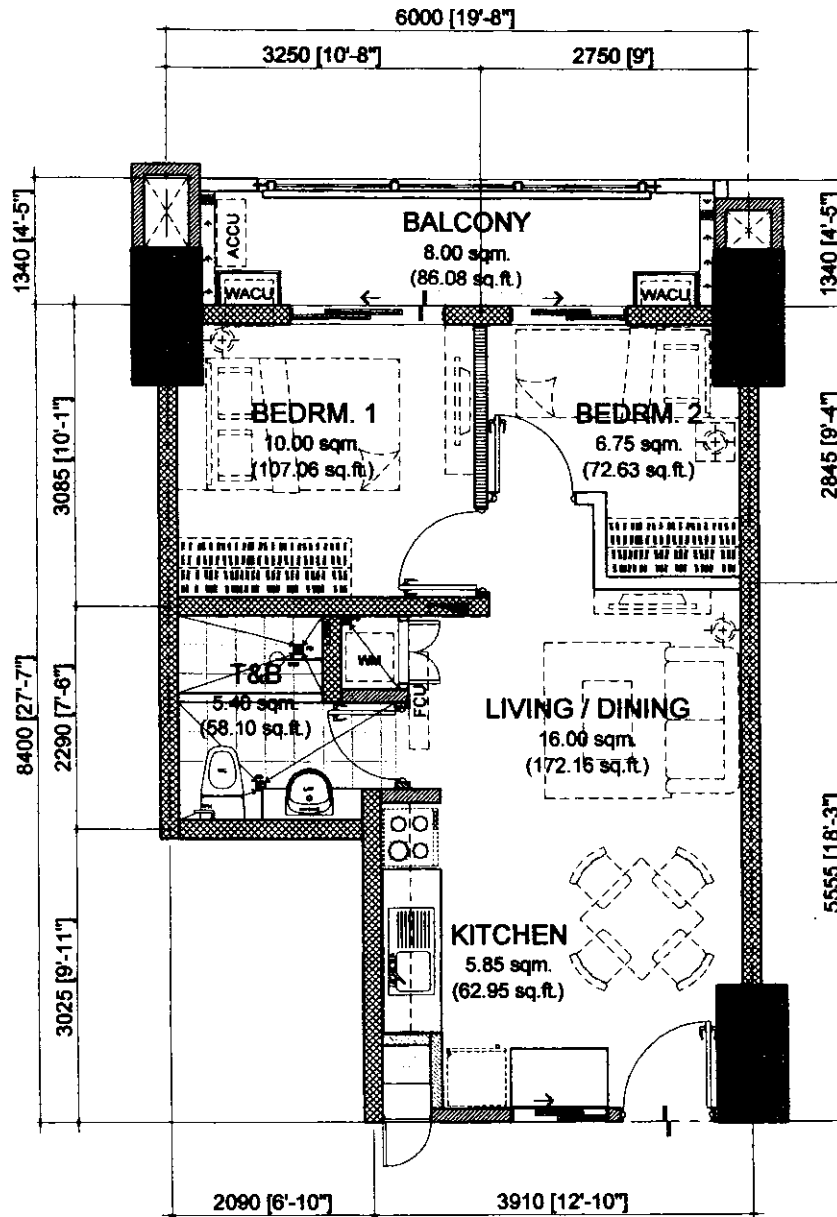 6000 [19'-8"]
3250 [10'-8"]
2750 [9']
1340 [4'-5"]
1340 [4'-5"]
BALCONY
8.00 sqm.
(86.08 sq.ft.)
ACCU
WACU
WACU
BEDRM. 1
10.00 sqm.
(107.06 sq.ft.)
BEDRM. 2
6.75 sqm.
(72.63 sq.ft.)
3085 [10'-1"]
2845 [9'-4"]
8400 [27'-7"]
2290 [7'-6"]
T&B
5.40 sqm.
(58.10 sq.ft.)
WM
FCU
LIVING / DINING
16.00 sqm.
(172.16 sq.ft.)
5555 [18'-3"]
3025 [9'-11"]
KITCHEN
5.85 sqm.
(62.95 sq.ft.)
2090 [6'-10"]
3910 [12'-10"]